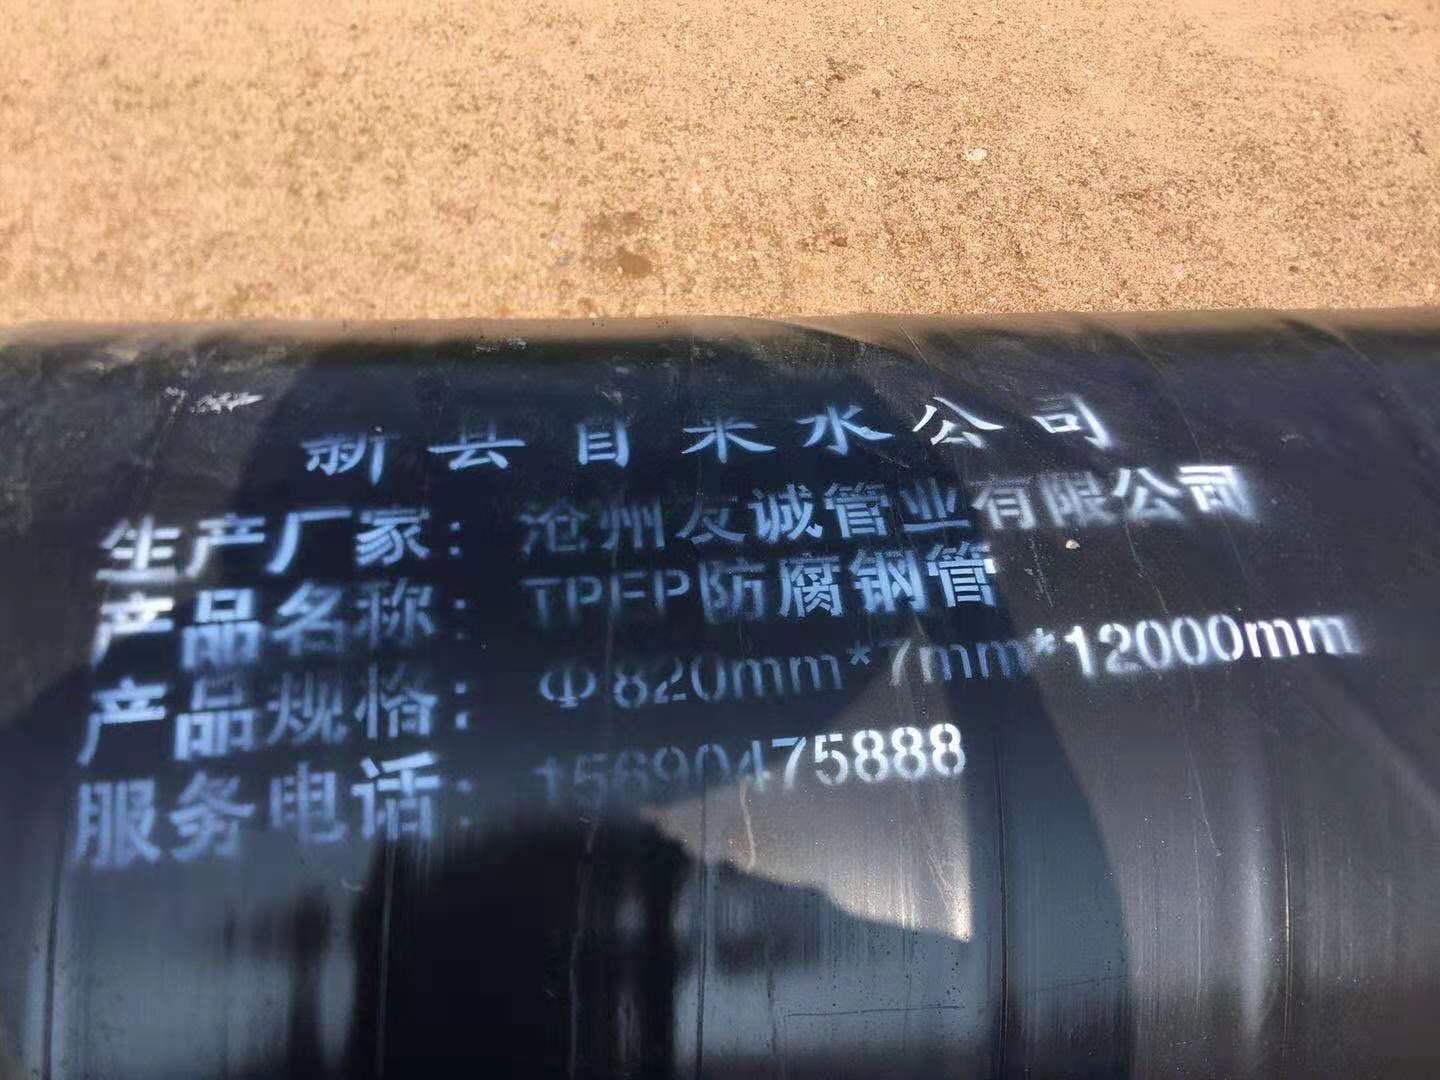 新县自来水公司
生产厂家：沧州友诚管业有限公司
产品名称：TPEP防腐钢管
产品规格：Φ820mm*7mm*12000mm
服务电话：15690475888